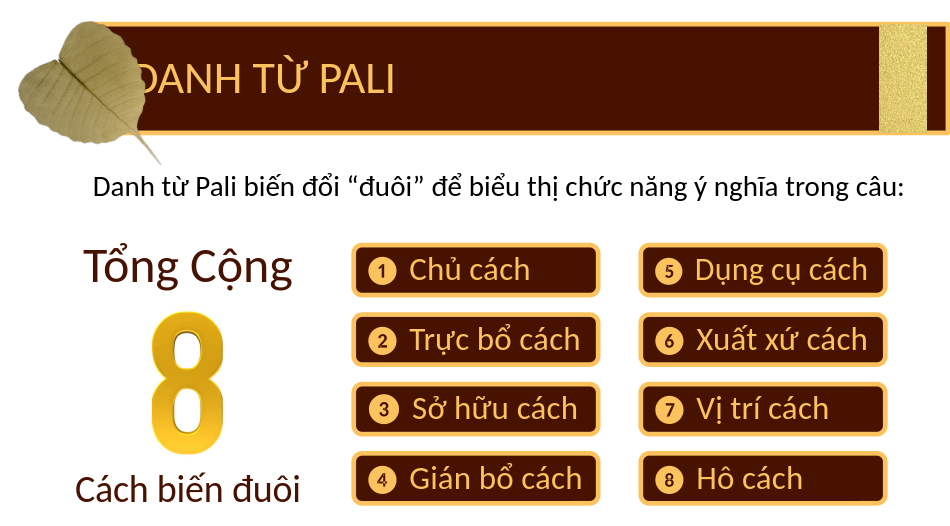 DANH TỪ PALI
Danh từ Pali biến đổi “đuôi” để biểu thị chức năng ý nghĩa trong câu:
Tổng Cộng
8
Cách biến đuôi
1 Chủ cách
2 Trực bổ cách
3 Sở hữu cách
4 Gián bổ cách
5 Dụng cụ cách
6 Xuất xứ cách
7 Vị trí cách
8 Hô cách